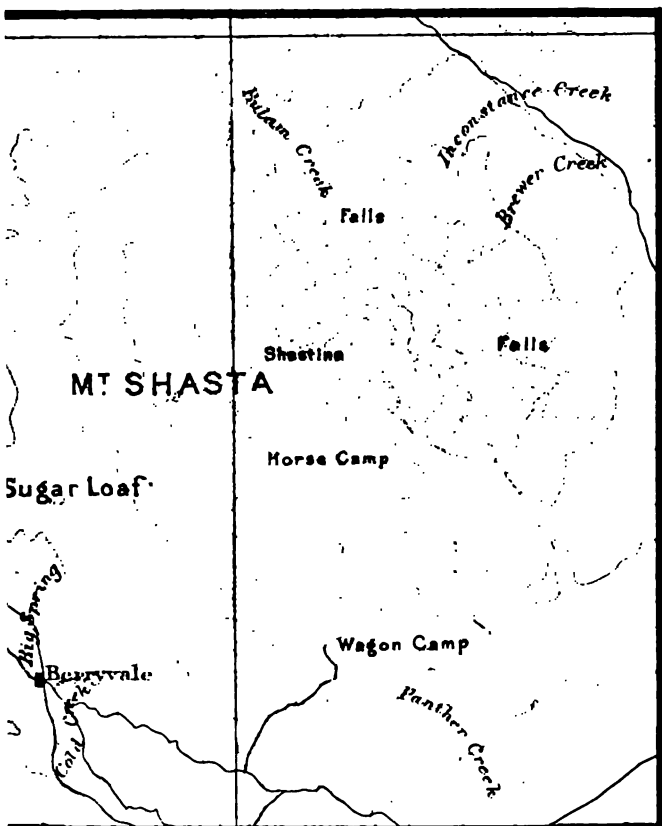 Bulam Creek
Inconstance Creek
Brewer Creek
Falls
Falls
Shastina
MT. SHASTA
Horse Camp
Sugar Loaf
Big Spring
Wagon Camp
Berryvale
Cold Creek
Panther Creek